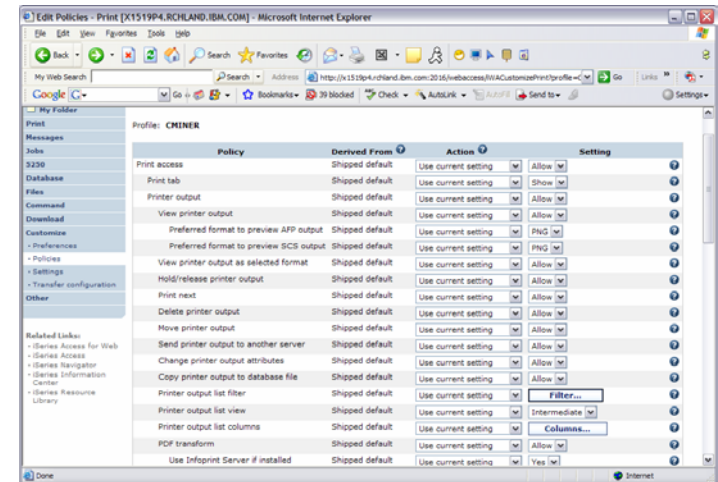 Edit Policies - Print [X1519P4.RCHLAND.IBM.COM] - Microsoft Internet Explorer
File Edit View Favorites Tools Help
Back Search Favorites
My Web Search Search Address http://x1519p4.rchland.ibm.com:2016/webaccess/iWACustomizePrint?profile=C Go Links
Google G Go Bookmarks 39 blocked Check AutoLink AutoFill Send to Settings
My Folder
Print
Messages
Jobs
5250
Database
Files
Command
Download
Customize
- Preferences
- Policies
- Settings
- Transfer configuration
Other
Related Links:
- iSeries Access for Web
- iSeries Access
- iSeries Navigator
- iSeries Information Center
- iSeries Resource Library
Profile: CMINER
Policy Derived From Action Setting
Print access Shipped default Use current setting Allow
Print tab Shipped default Use current setting Show
Printer output Shipped default Use current setting Allow
View printer output Shipped default Use current setting Allow
Preferred format to preview AFP output Shipped default Use current setting PNG
Preferred format to preview SCS output Shipped default Use current setting PNG
View printer output as selected format Shipped default Use current setting Allow
Hold/release printer output Shipped default Use current setting Allow
Print next Shipped default Use current setting Allow
Delete printer output Shipped default Use current setting Allow
Move printer output Shipped default Use current setting Allow
Send printer output to another server Shipped default Use current setting Allow
Change printer output attributes Shipped default Use current setting Allow
Copy printer output to database file Shipped default Use current setting Allow
Printer output list filter Shipped default Use current setting Filter...
Printer output list view Shipped default Use current setting Intermediate
Printer output list columns Shipped default Use current setting Columns...
PDF transform Shipped default Use current setting Allow
Use Infoprint Server if installed Shipped default Use current setting Yes
Done Internet